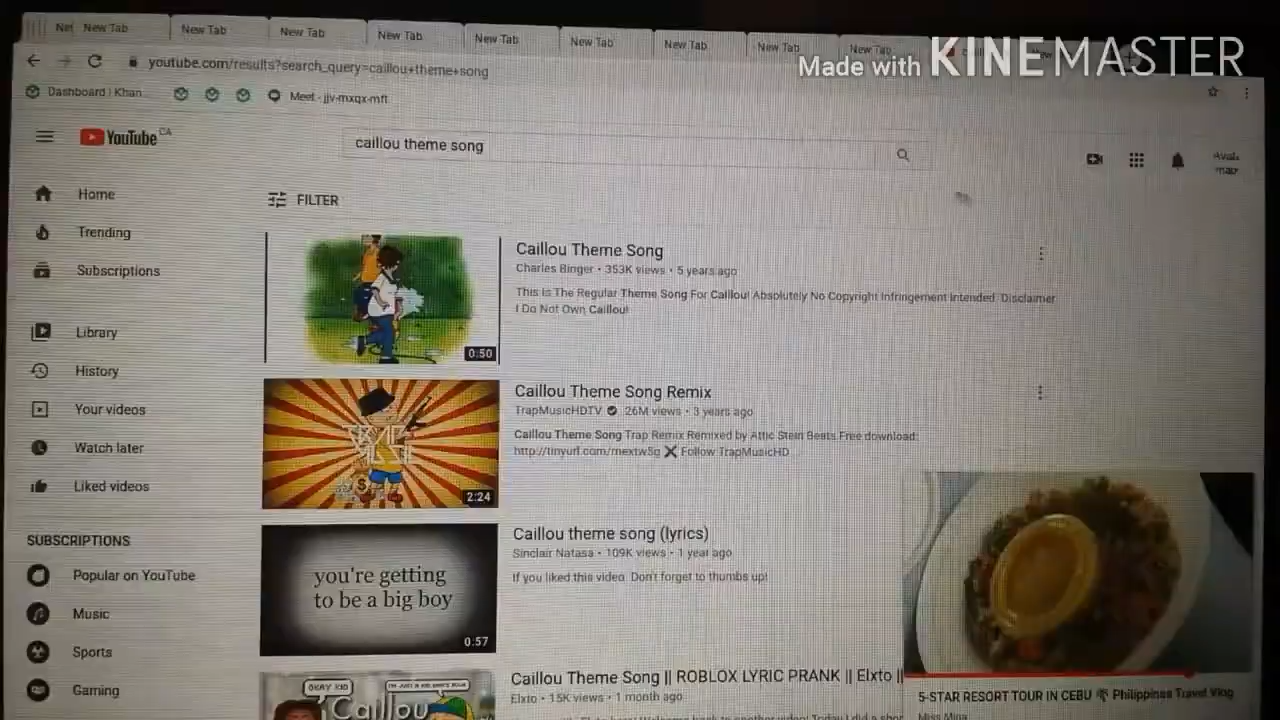 New Tab
New Tab
New Tab
New Tab
New Tab
New Tab
New Tab
New Tab
New Tab
Made with KINEMASTER
youtube.com/results?search_query=caillou+theme+song
Dashboard | Khan...
Meet - jjv-mxqx-mft
YouTube CA
caillou theme song
Home
FILTER
Trending
Subscriptions
Library
History
Your videos
Watch later
Liked videos
SUBSCRIPTIONS
Popular on YouTube
Music
Sports
Gaming
Caillou Theme Song
Charles Binger • 353K views • 5 years ago
This Is The Regular Theme Song For Caillou! Absolutely No Copyright Infringement Intended. Disclaimer
I Do Not Own Caillou!
0:50
Caillou Theme Song Remix
TrapMusicHDTV • 26M views • 3 years ago
Caillou Theme Song Trap Remix Remixed by Attic Stein Beats Free download:
Follow TrapMusicHD
TRAP
MUSIC
2:24
Caillou theme song (lyrics)
Sinclair Natasa • 109K views • 1 year ago
If you liked this video. Don't forget to thumbs up!
you're getting
to be a big boy
0:57
Caillou Theme Song || ROBLOX LYRIC PRANK || Elxto ||
Elxto • 15K views • 1 month ago
OKAY KID
Caillou
5-STAR RESORT TOUR IN CEBU Philippines Travel Vlog
Miss Mina